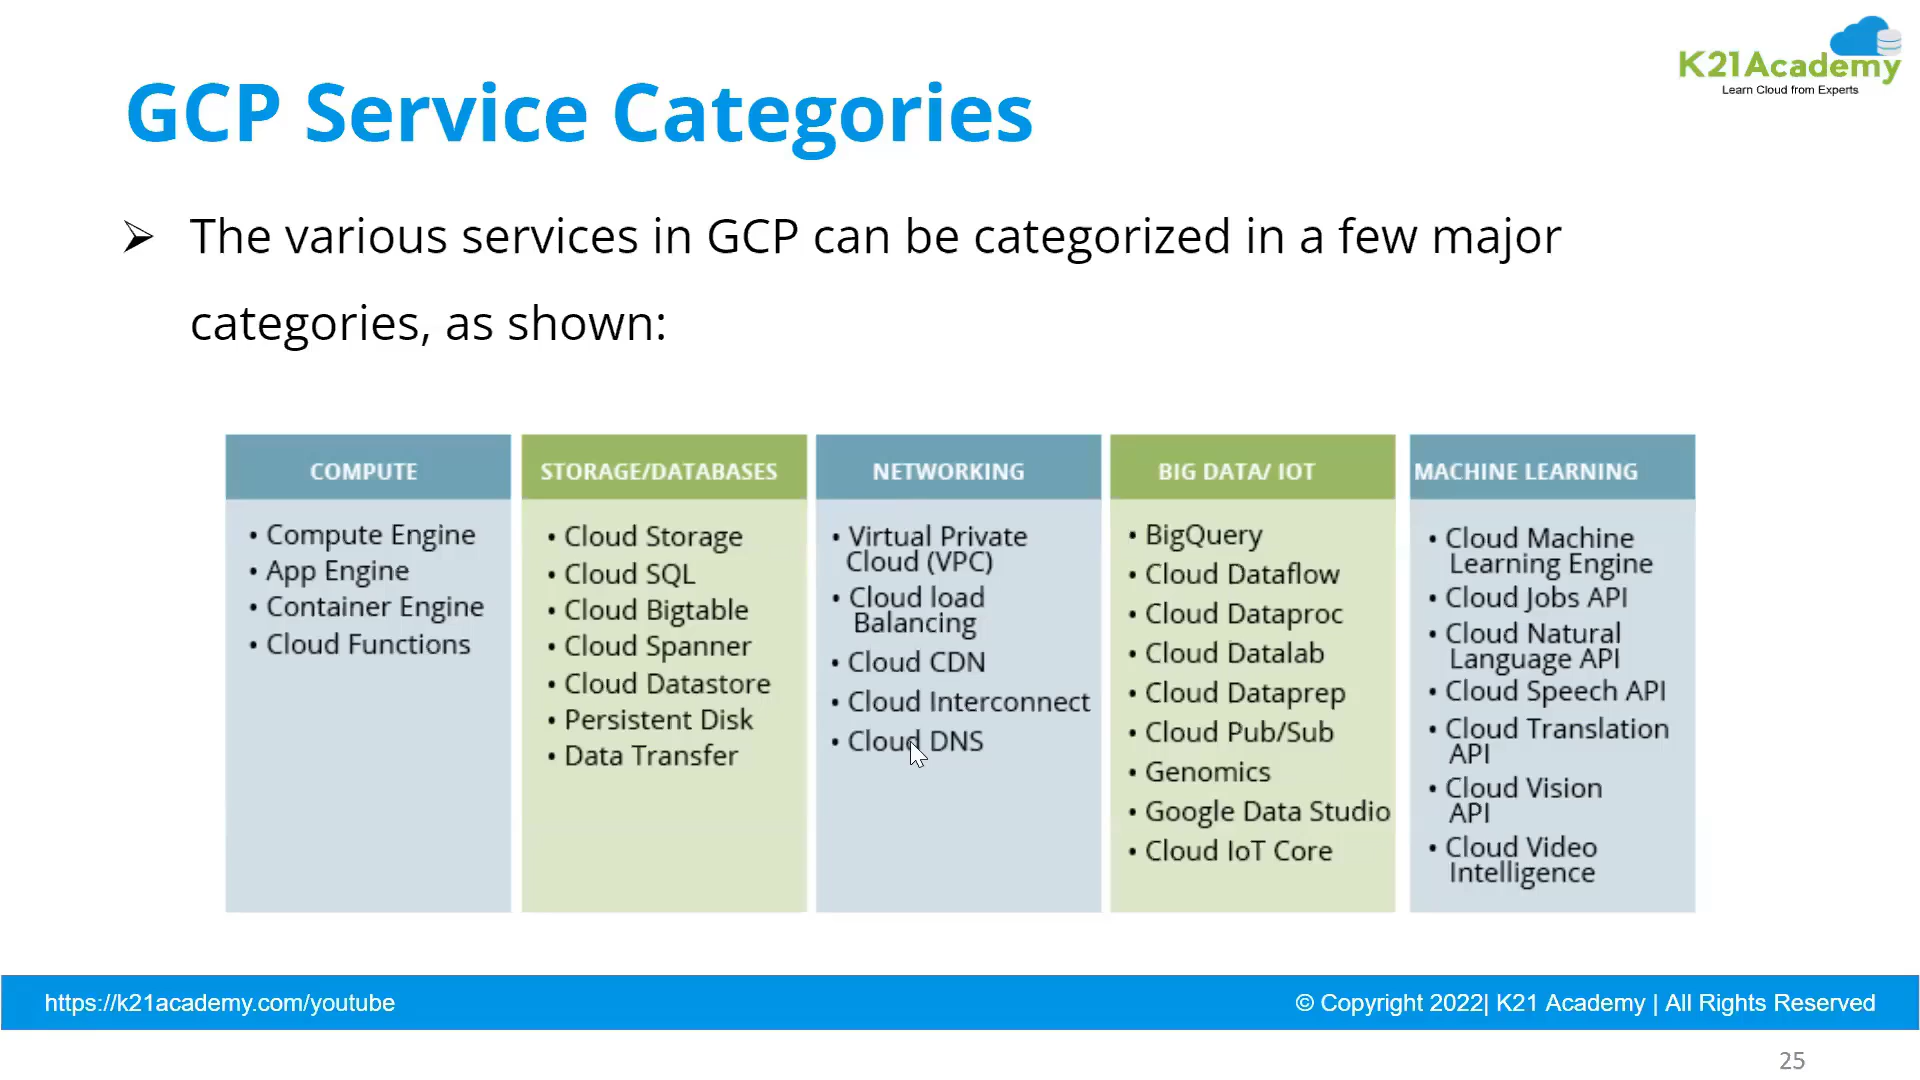 K21Academy
Learn Cloud from Experts
GCP Service Categories
➢ The various services in GCP can be categorized in a few major
categories, as shown:
COMPUTE
• Compute Engine
• App Engine
• Container Engine
• Cloud Functions
STORAGE/DATABASES
• Cloud Storage
• Cloud SQL
• Cloud Bigtable
• Cloud Spanner
• Cloud Datastore
• Persistent Disk
• Data Transfer
NETWORKING
• Virtual Private
Cloud (VPC)
• Cloud load
Balancing
• Cloud CDN
• Cloud Interconnect
• Cloud DNS
BIG DATA/ IOT
• BigQuery
• Cloud Dataflow
• Cloud Dataproc
• Cloud Datalab
• Cloud Dataprep
• Cloud Pub/Sub
• Genomics
• Google Data Studio
• Cloud IoT Core
MACHINE LEARNING
• Cloud Machine
Learning Engine
• Cloud Jobs API
• Cloud Natural
Language API
• Cloud Speech API
• Cloud Translation
API
• Cloud Vision
API
• Cloud Video
Intelligence
https://k21academy.com/youtube
© Copyright 2022| K21 Academy | All Rights Reserved
25